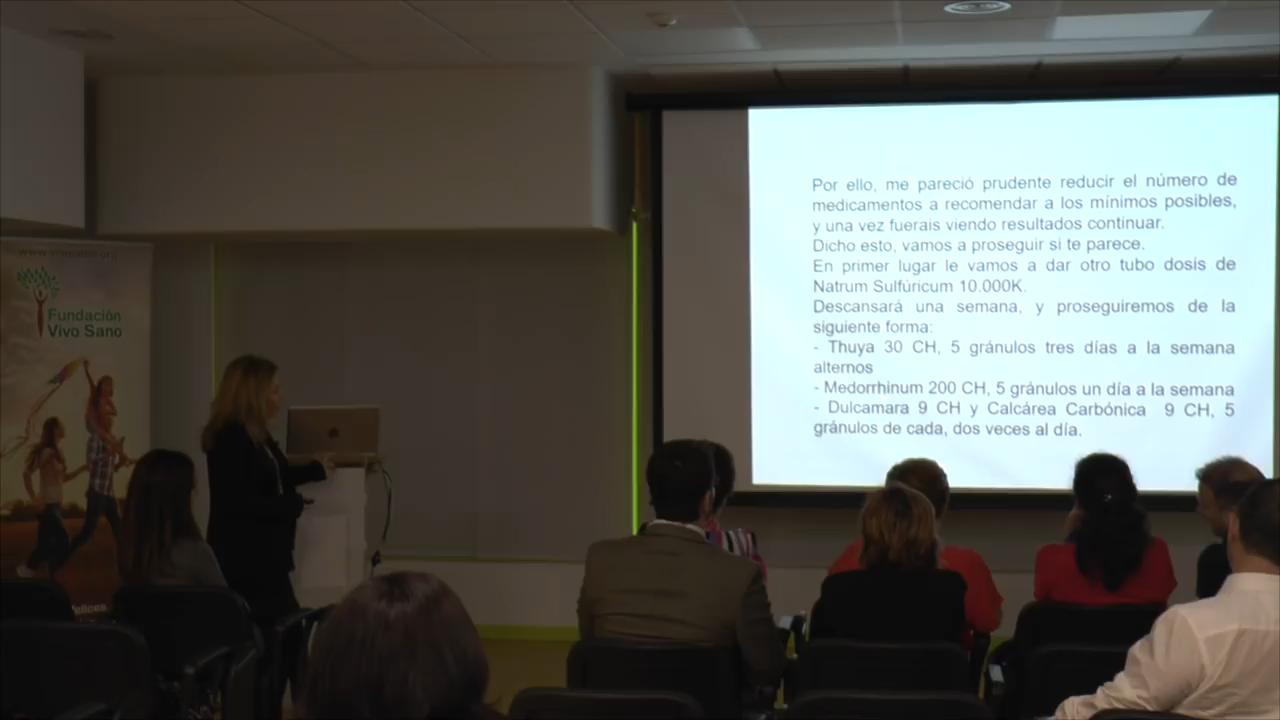 Fundación
Vivo Sano
felices
Por ello, me pareció prudente reducir el número de
medicamentos a recomendar a los mínimos posibles,
y una vez fuerais viendo resultados continuar.
Dicho esto, vamos a proseguir si te parece.
En primer lugar le vamos a dar otro tubo dosis de
Natrum Sulfúricum 10.000K.
Descansará una semana, y proseguiremos de la
siguiente forma:
- Thuya 30 CH, 5 gránulos tres días a la semana
alternos
- Medorrhinum 200 CH, 5 gránulos un día a la semana
- Dulcamara 9 CH y Calcárea Carbónica 9 CH, 5
gránulos de cada, dos veces al día.